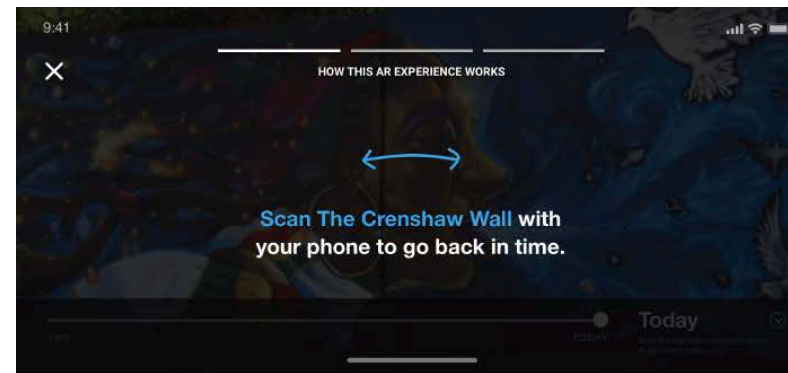 9:41
HOW THIS AR EXPERIENCE WORKS
Scan The Crenshaw Wall with
your phone to go back in time.
Today
TODAY